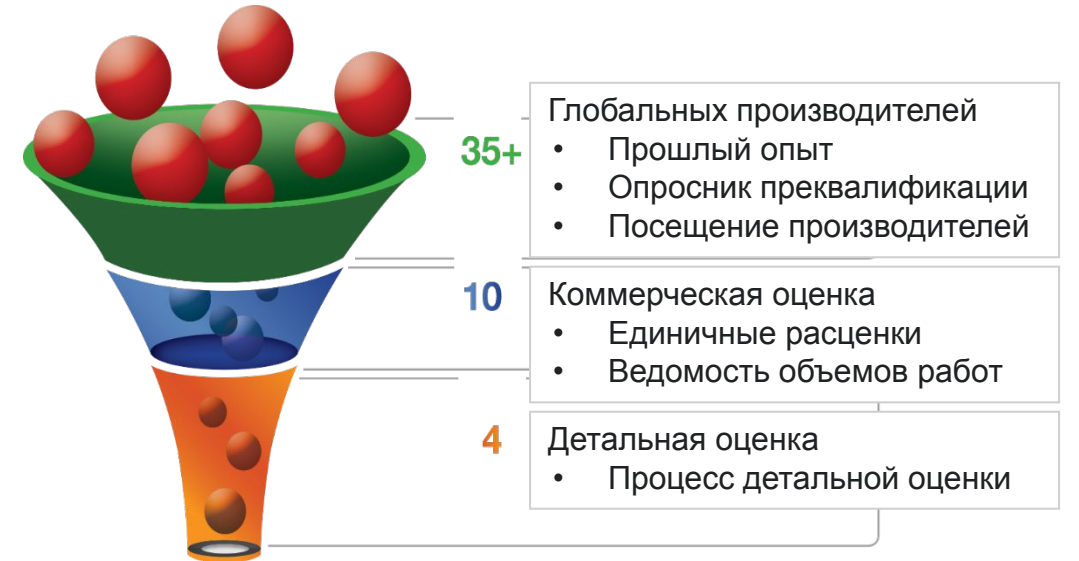 35+
Глобальных производителей
• Прошлый опыт
• Опросник преквалификации
• Посещение производителей
10
Коммерческая оценка
• Единичные расценки
• Ведомость объемов работ
4
Детальная оценка
• Процесс детальной оценки